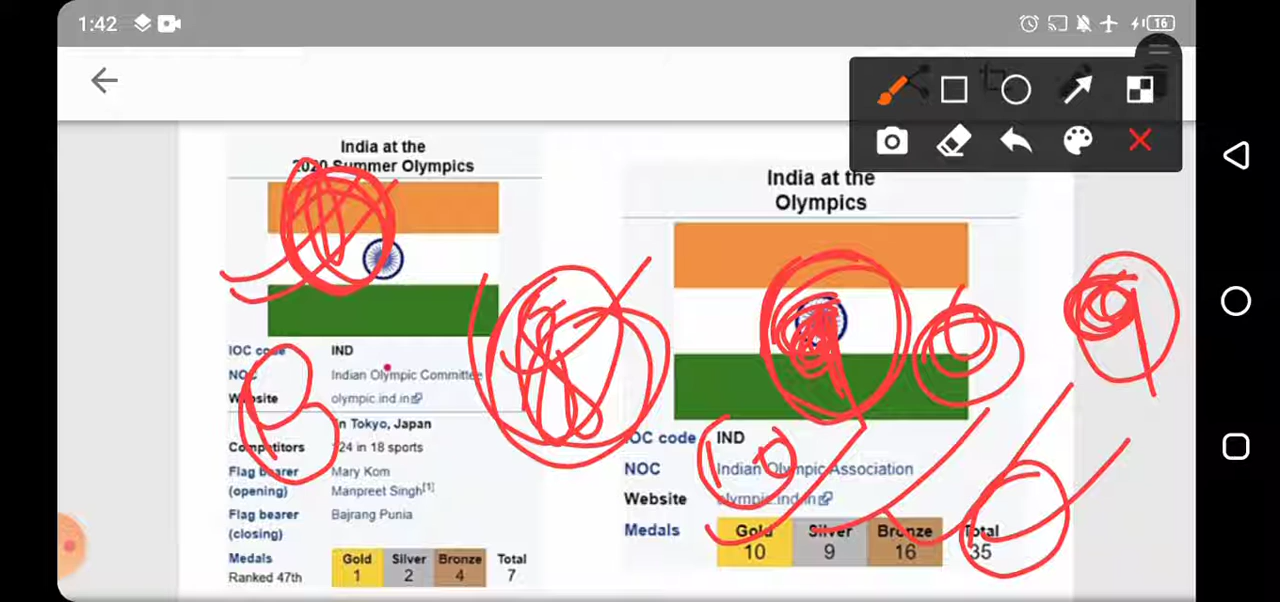 1:42
16
India at the
2020 Summer Olympics
IOC code IND
NOC Indian Olympic Committee
Website olympic.ind.in
In Tokyo, Japan
Competitors 124 in 18 sports
Flag bearer (opening) Mary Kom
Manpreet Singh[1]
Flag bearer (closing) Bajrang Punia
Medals
Ranked 47th
Gold Silver Bronze Total
1 2 4 7
India at the
Olympics
IOC code IND
NOC Indian Olympic Association
Website olympic.ind.in
Medals Gold Silver Bronze Total
10 9 16 35